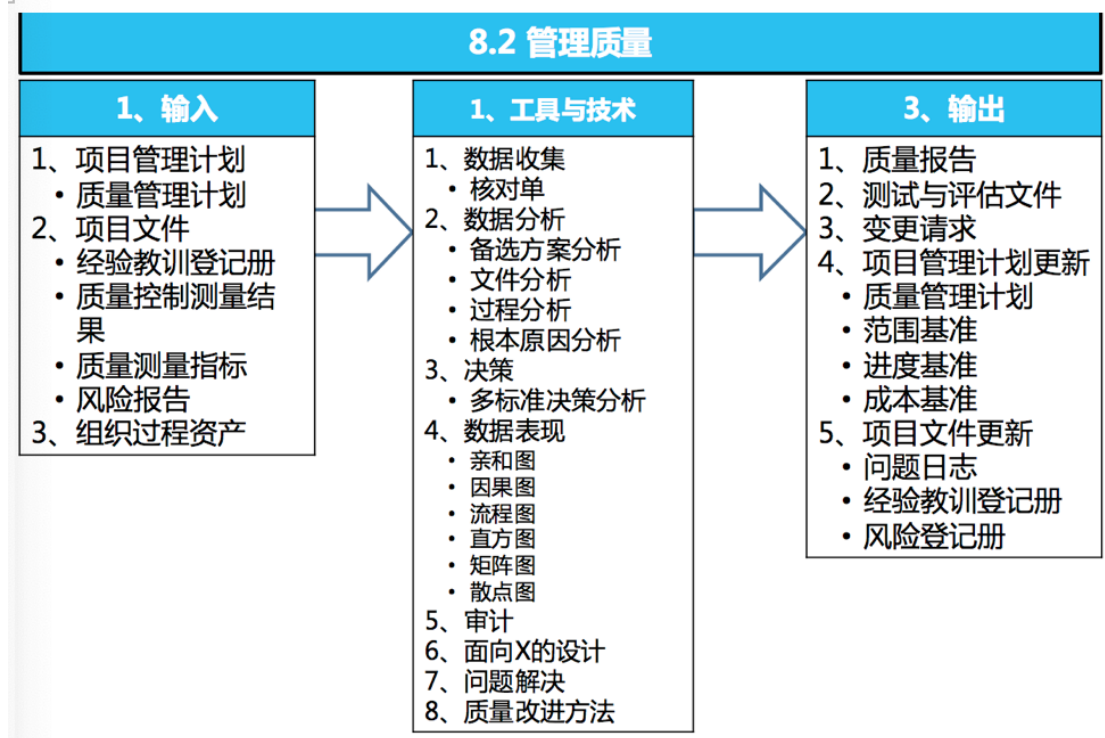 8.2 管理质量
1、输入
1、项目管理计划
• 质量管理计划
2、项目文件
• 经验教训登记册
• 质量控制测量结
果
• 质量测量指标
• 风险报告
3、组织过程资产
1、工具与技术
1、数据收集
• 核对单
2、数据分析
• 备选方案分析
• 文件分析
• 过程分析
• 根本原因分析
3、决策
• 多标准决策分析
4、数据表现
• 亲和图
• 因果图
• 流程图
• 直方图
• 矩阵图
• 散点图
5、审计
6、面向X的设计
7、问题解决
8、质量改进方法
3、输出
1、质量报告
2、测试与评估文件
3、变更请求
4、项目管理计划更新
• 质量管理计划
• 范围基准
• 进度基准
• 成本基准
5、项目文件更新
• 问题日志
• 经验教训登记册
• 风险登记册